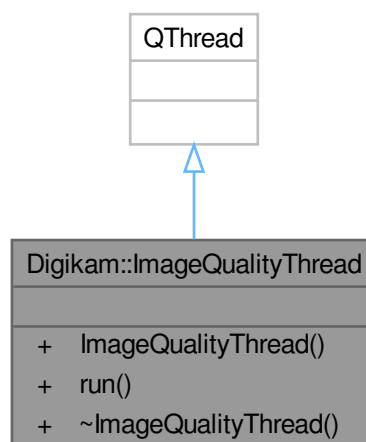 QThread
Digikam::ImageQualityThread
+ ImageQualityThread()
+ run()
+ ~ImageQualityThread()